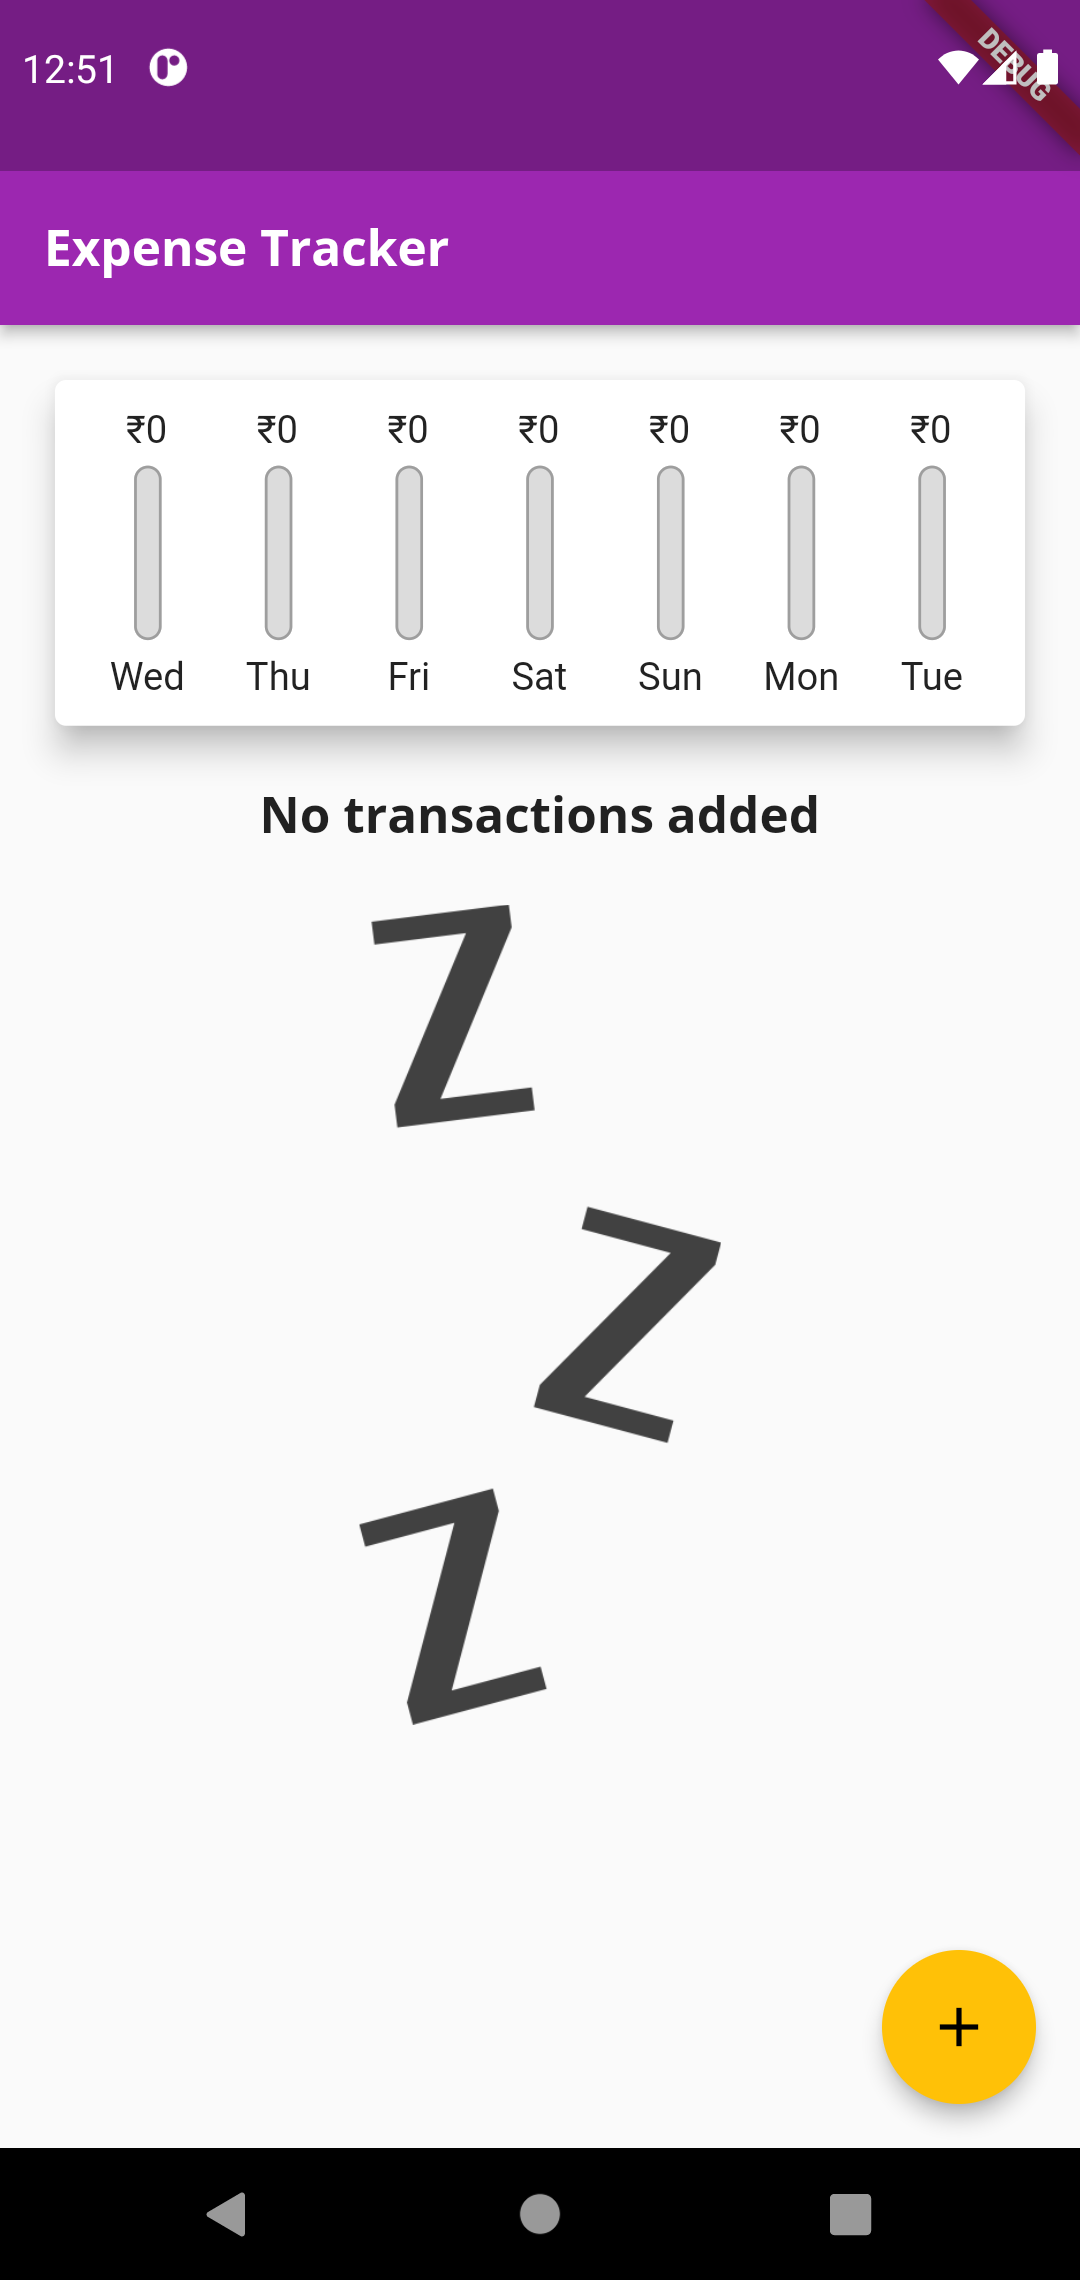 12:51
DEBUG
Expense Tracker
₹0 ₹0 ₹0 ₹0 ₹0 ₹0 ₹0
Wed Thu Fri Sat Sun Mon Tue
No transactions added
Z
Z
Z